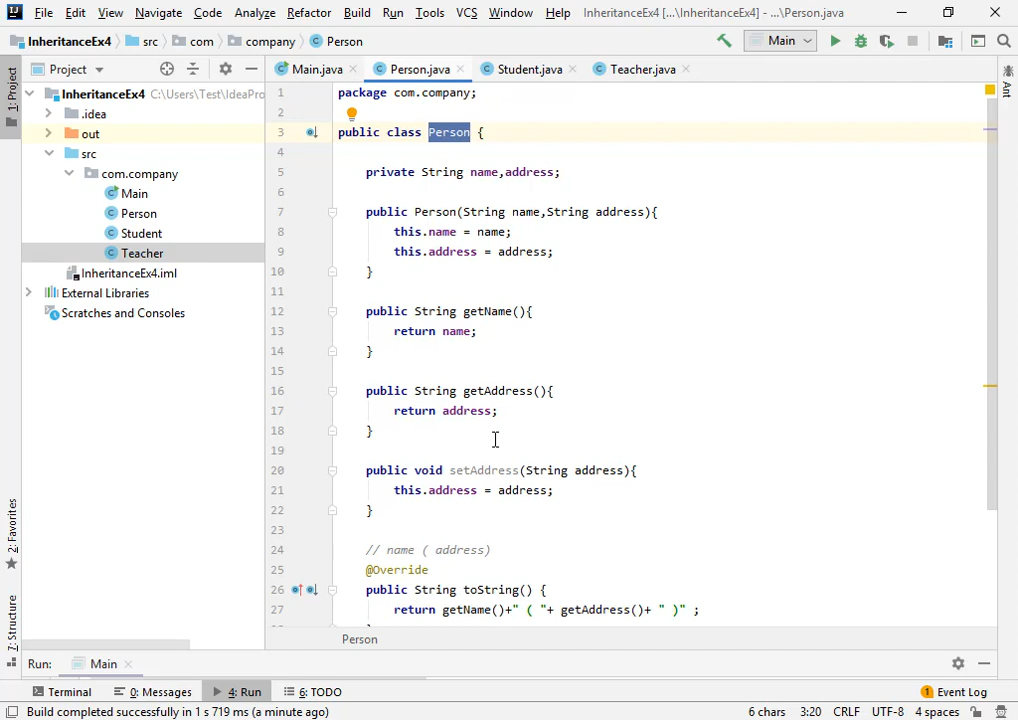 File Edit View Navigate Code Analyze Refactor Build Run Tools VCS Window Help InheritanceEx4 [...\InheritanceEx4] - ...\Person.java
InheritanceEx4 src com company Person Main
1: Project
Project
InheritanceEx4 C:\Users\Test\IdeaPro
.idea
out
src
com.company
Main
Person
Student
Teacher
InheritanceEx4.iml
External Libraries
Scratches and Consoles
2: Favorites
Z: Structure
Main.java Person.java Student.java Teacher.java
Ant
1 package com.company;
2
3 public class Person {
4
5 private String name,address;
6
7 public Person(String name,String address){
8 this.name = name;
9 this.address = address;
10 }
11
12 public String getName(){
13 return name;
14 }
15
16 public String getAddress(){
17 return address;
18 }
19
20 public void setAddress(String address){
21 this.address = address;
22 }
23
24 // name ( address)
25 @Override
26 public String toString() {
27 return getName()+" ( "+ getAddress()+ " )" ;
Person
Run: Main
Terminal 0: Messages 4: Run 6: TODO 1 Event Log
Build completed successfully in 1 s 719 ms (a minute ago) 6 chars 3:20 CRLF UTF-8 4 spaces